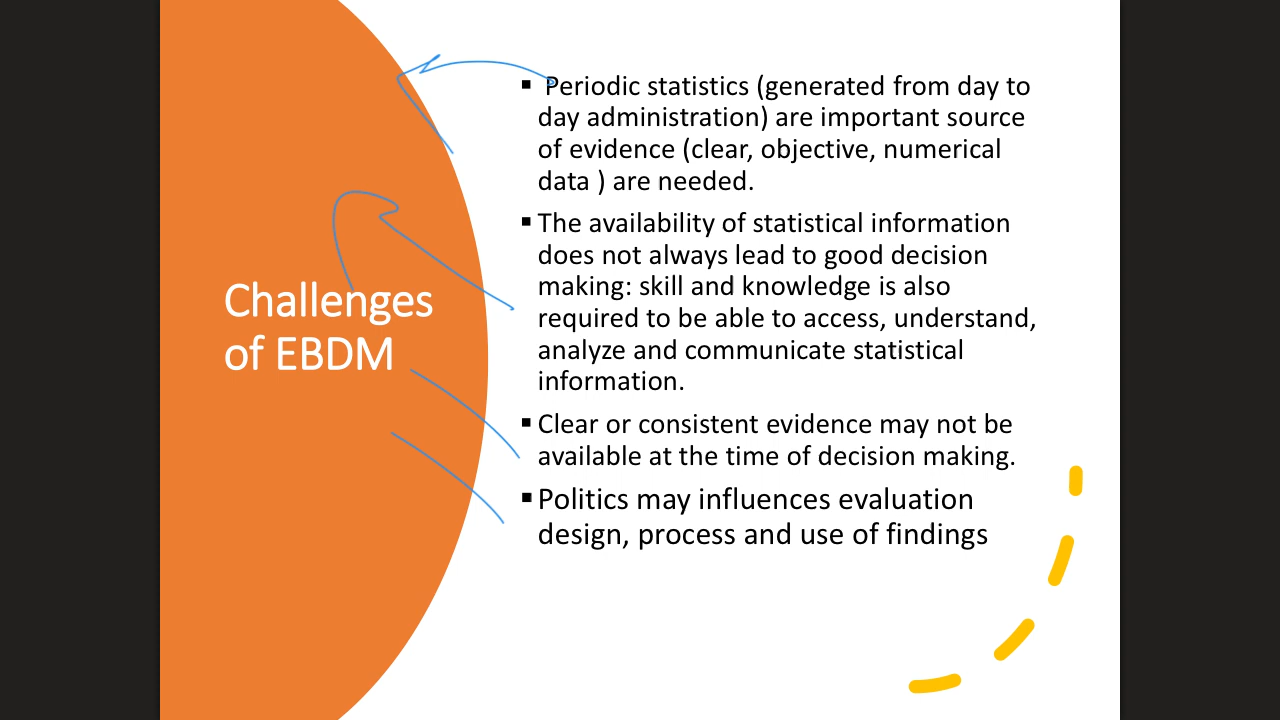 Challenges
of EBDM
▪ Periodic statistics (generated from day to
day administration) are important source
of evidence (clear, objective, numerical
data ) are needed.
▪ The availability of statistical information
does not always lead to good decision
making: skill and knowledge is also
required to be able to access, understand,
analyze and communicate statistical
information.
▪ Clear or consistent evidence may not be
available at the time of decision making.
▪ Politics may influences evaluation
design, process and use of findings